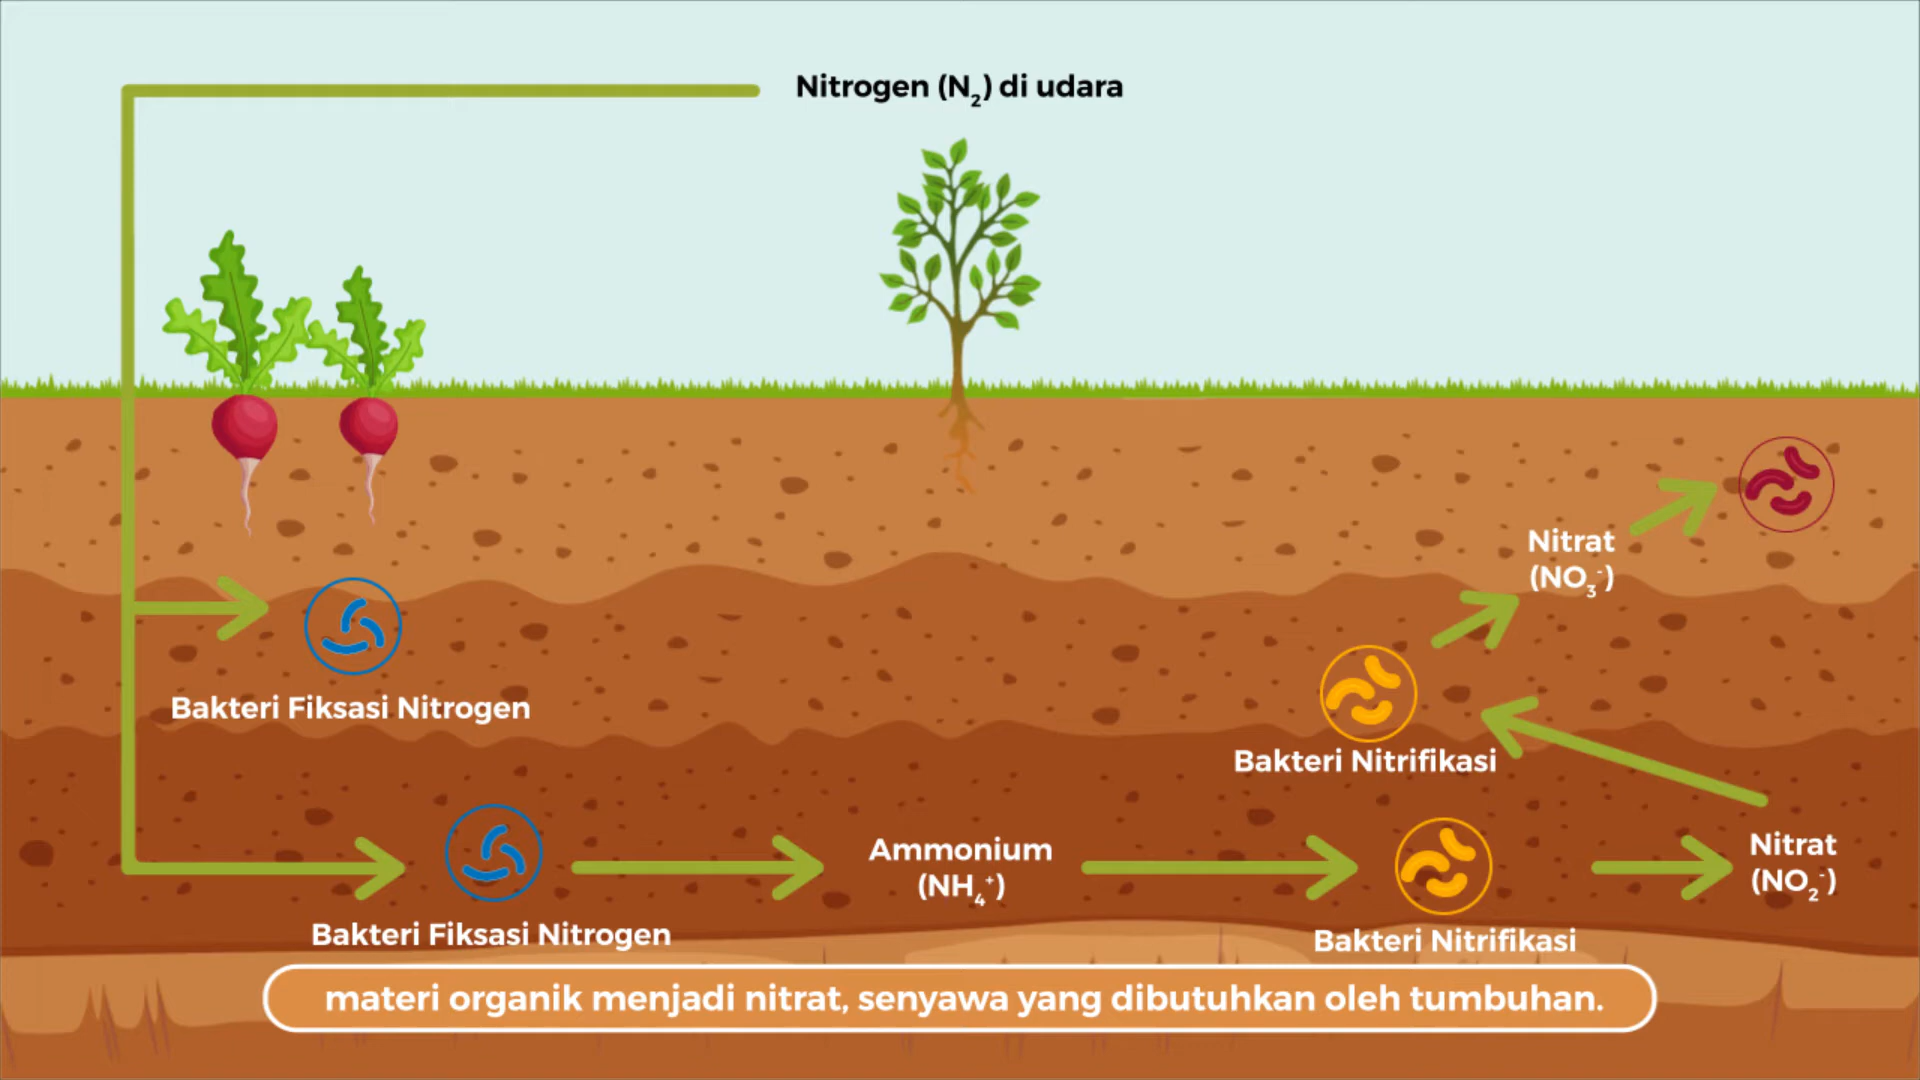 Nitrogen (N₂) di udara
Nitrat
(NO₃⁻)
Bakteri Fiksasi Nitrogen
Bakteri Nitrifikasi
Ammonium
(NH₄⁺)
Nitrat
(NO₂⁻)
Bakteri Fiksasi Nitrogen
Bakteri Nitrifikasi
materi organik menjadi nitrat, senyawa yang dibutuhkan oleh tumbuhan.